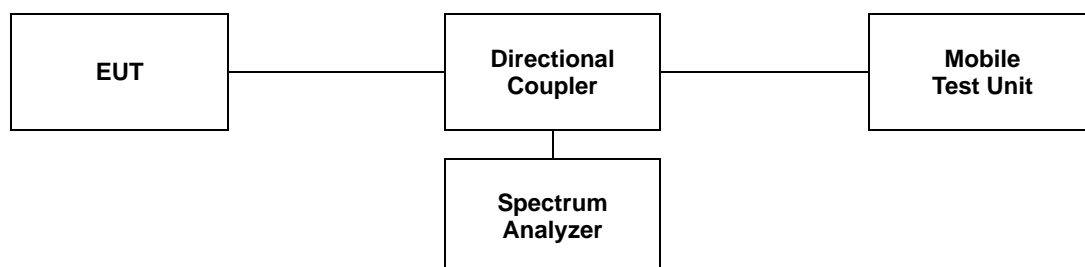 EUT
Directional
Coupler
Mobile
Test Unit
Spectrum
Analyzer